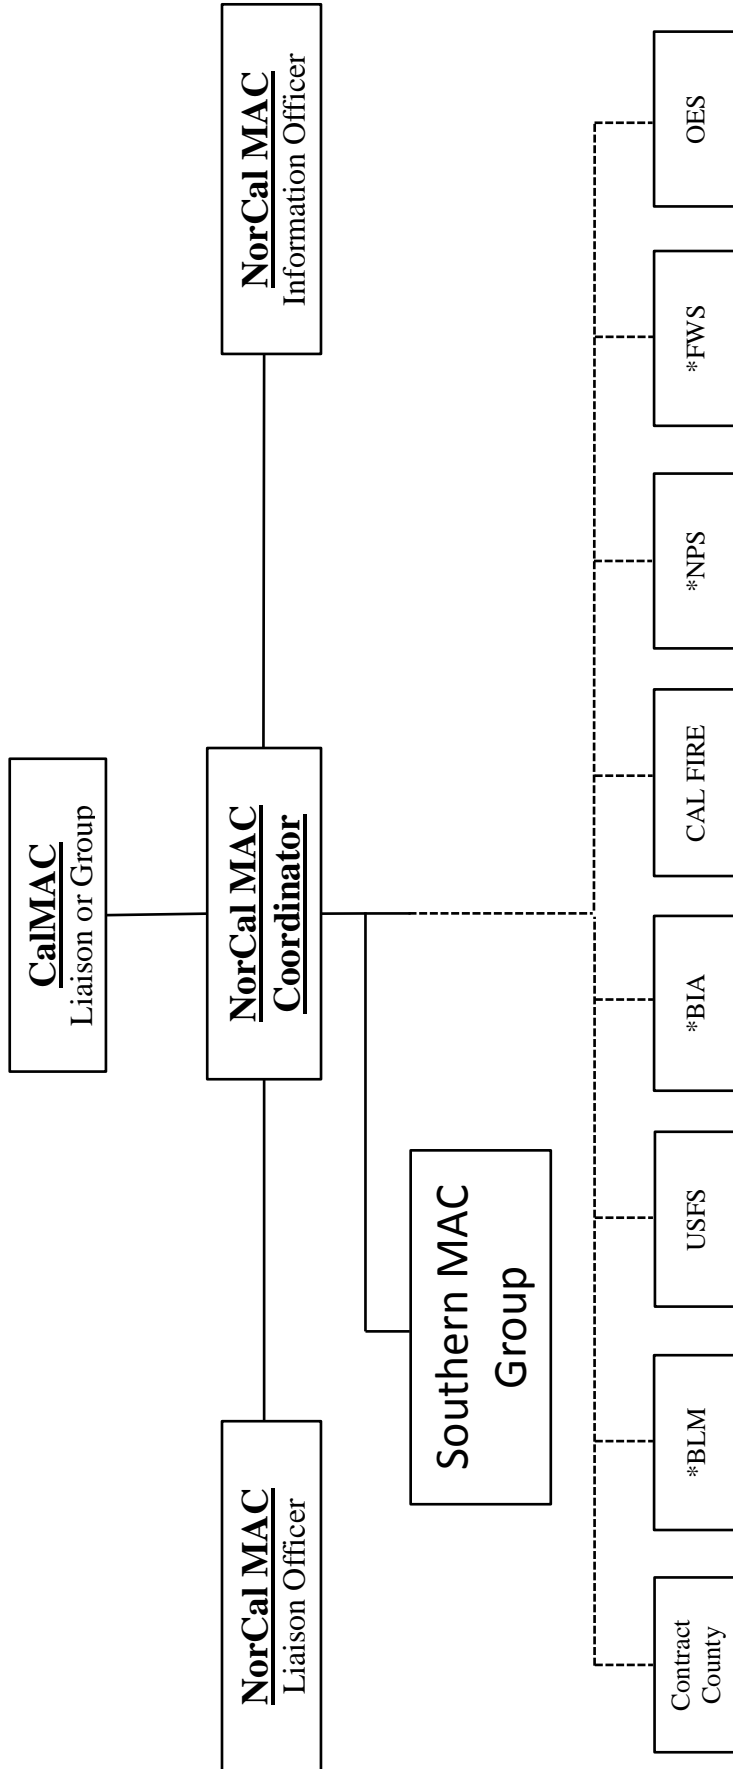 CalMAC
Liaison or Group
NorCal MAC
Liaison Officer
NorCal MAC
Coordinator
NorCal MAC
Information Officer
Southern MAC
Group
Contract
County
*BLM
USFS
*BIA
CAL FIRE
*NPS
*FWS
OES